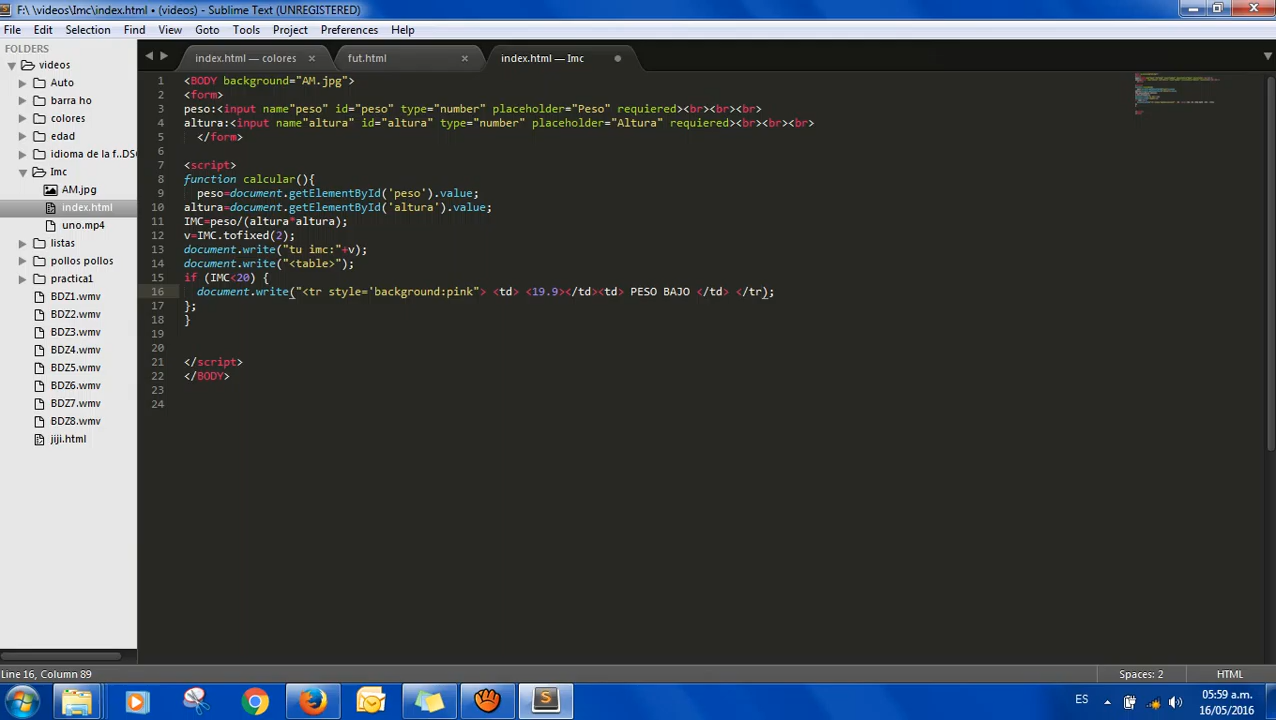 F:\ \videos\Imc\index.html • (videos) - Sublime Text (UNREGISTERED)
File Edit Selection Find View Goto Tools Project Preferences Help
FOLDERS
videos
Auto
barra ho
colores
edad
idioma de la f..DSC
Imc
AM.jpg
index.html
uno.mp4
listas
pollos pollos
practica1
BDZ1.wmv
BDZ2.wmv
BDZ3.wmv
BDZ4.wmv
BDZ5.wmv
BDZ6.wmv
BDZ7.wmv
BDZ8.wmv
jiji.html
index.html — colores × fut.html × index.html — Imc
1 <BODY background="AM.jpg">
2 <form>
3 peso:<input name"peso" id="peso" type="number" placeholder="Peso" requiered><br><br><br>
4 altura:<input name"altura" id="altura" type="number" placeholder="Altura" requiered><br><br><br>
5 </form>
6
7 <script>
8 function calcular(){
9 peso=document.getElementById('peso').value;
10 altura=document.getElementById('altura').value;
11 IMC=peso/(altura*altura);
12 v=IMC.tofixed(2);
13 document.write("tu imc:"+v);
14 document.write("<table>");
15 if (IMC<20) {
16 document.write("<tr style='background:pink"> <td> <19.9></td><td> PESO BAJO </td> </tr);
17 };
18 }
19
20
21 </script>
22 </BODY>
23
24
Line 16, Column 89 Spaces: 2 HTML
ES 05:59 a.m.
16/05/2016